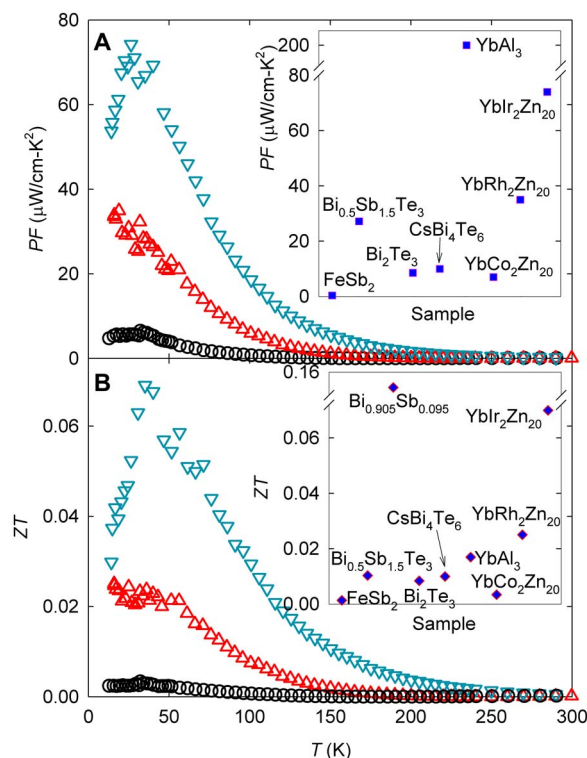 A
80
60
40
20
0
PF (μW/cm-K²)
PF (μW/cm-K²)
200
80
60
40
20
0
YbAl₃
YbIr₂Zn₂₀
YbRh₂Zn₂₀
Bi₀.₅Sb₁.₅Te₃
CsBi₄Te₆
Bi₂Te₃
YbCo₂Zn₂₀
FeSb₂
Sample
B
0.06
0.04
0.02
0.00
ZT
ZT
0.16
0.06
0.04
0.02
0.00
Bi₀.₉₀₅Sb₀.₀₉₅
YbIr₂Zn₂₀
CsBi₄Te₆
YbRh₂Zn₂₀
Bi₀.₅Sb₁.₅Te₃
YbAl₃
FeSb₂
Bi₂Te₃
YbCo₂Zn₂₀
Sample
0 50 100 150 200 250 300
T (K)